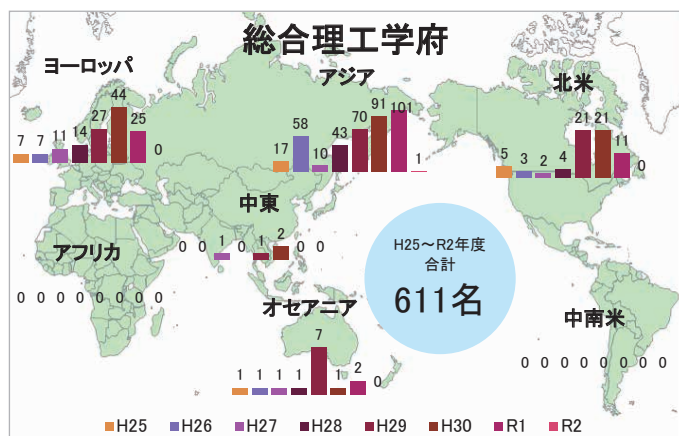 総合理工学府
ヨーロッパ
7 7 11 14 27 44 25 0
アジア
17 58 10 43 70 91 101 1
北米
5 3 2 4 21 21 11 0
中東
0 0 1 0 1 2 0 0
アフリカ
0 0 0 0 0 0 0 0
H25～R2年度
合計
611名
オセアニア
1 1 1 1 7 1 2 0
中南米
0 0 0 0 0 0 0 0
H25 H26 H27 H28 H29 H30 R1 R2